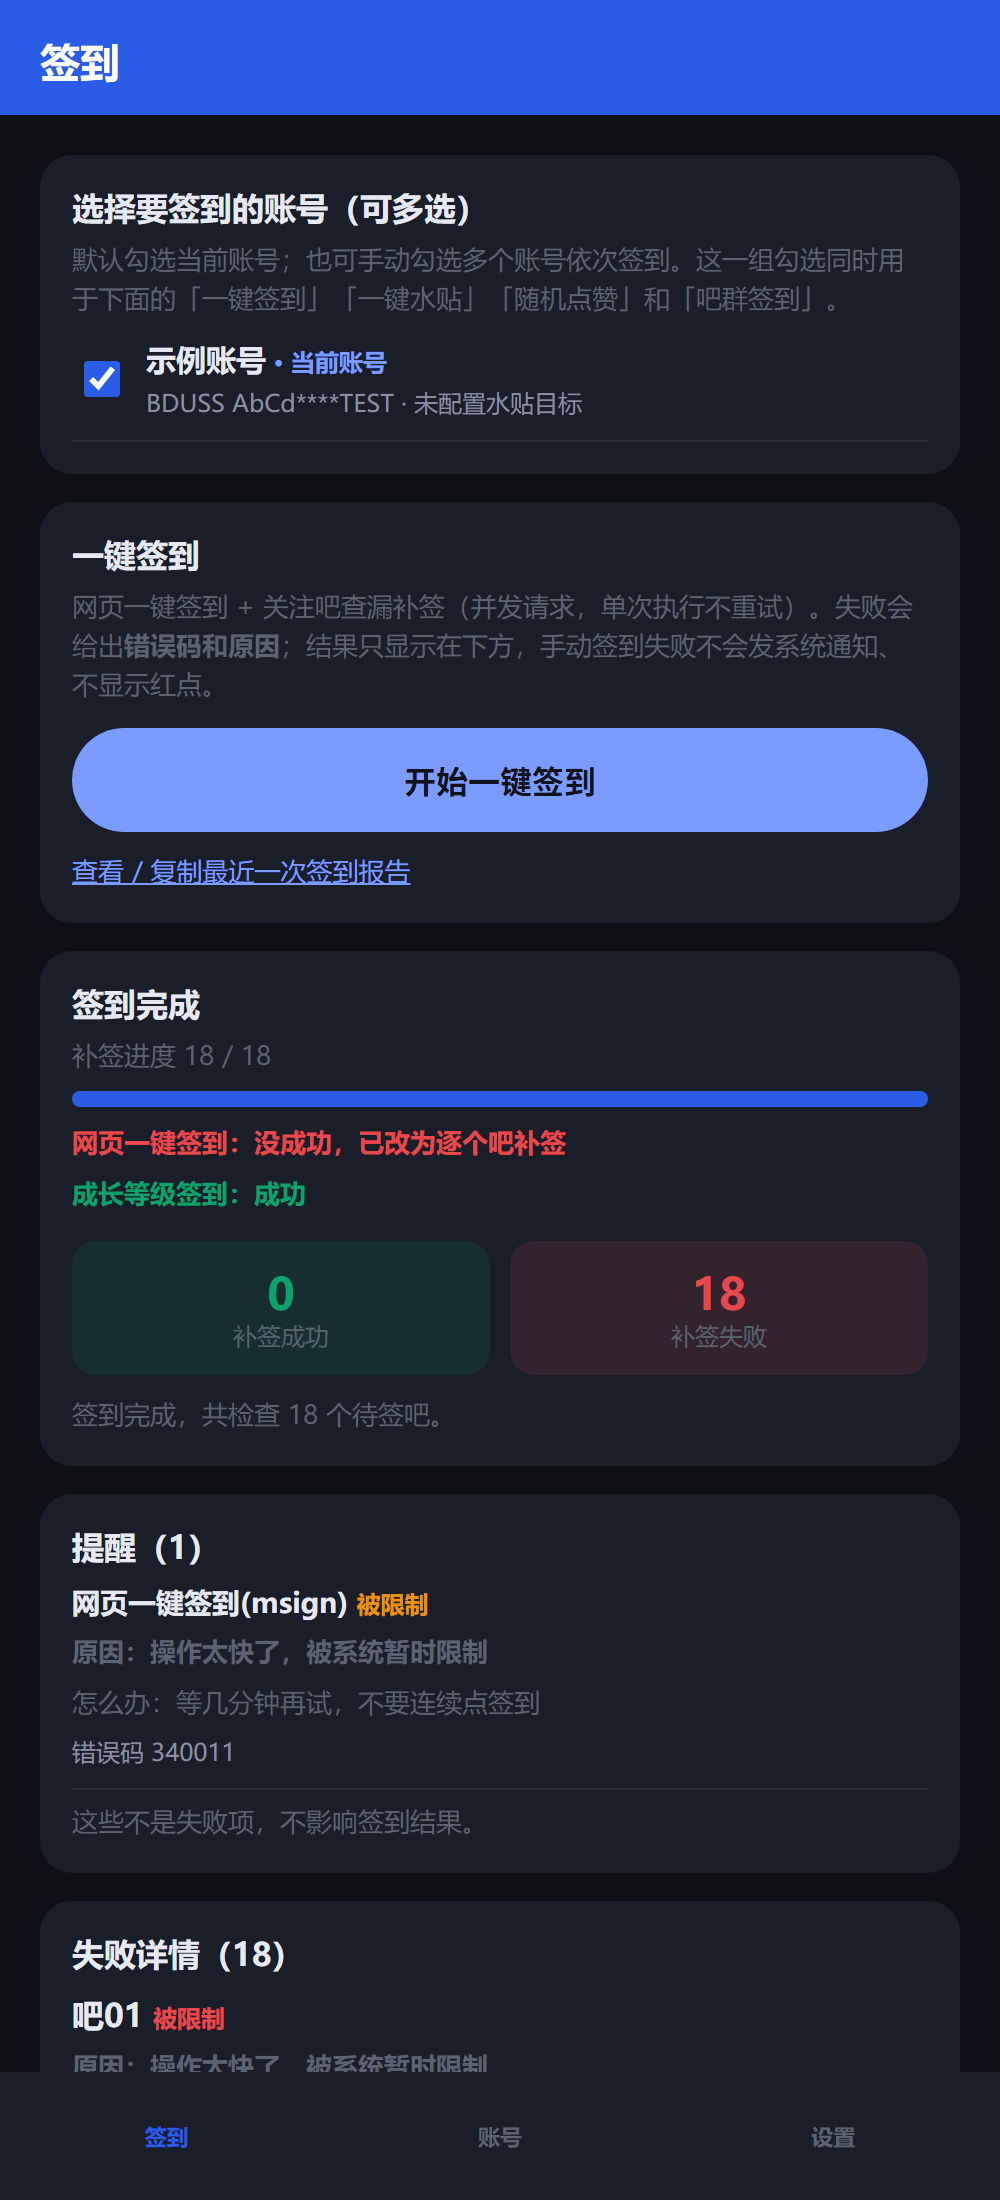 签到
选择要签到的账号（可多选）
默认勾选当前账号；也可手动勾选多个账号依次签到。这一组勾选同时用
于下面的「一键签到」「一键水贴」「随机点赞」和「吧群签到」。
示例账号 · 当前账号
BDUSS AbCd****TEST · 未配置水贴目标
一键签到
网页一键签到 + 关注吧查漏补签（并发请求，单次执行不重试）。失败会
给出错误码和原因；结果只显示在下方，手动签到失败不会发系统通知、
不显示红点。
开始一键签到
查看 / 复制最近一次签到报告
签到完成
补签进度 18 / 18
网页一键签到：没成功，已改为逐个吧补签
成长等级签到：成功
0
补签成功
18
补签失败
签到完成，共检查 18 个待签吧。
提醒（1）
网页一键签到(msign) 被限制
原因：操作太快了，被系统暂时限制
怎么办：等几分钟再试，不要连续点签到
错误码 340011
这些不是失败项，不影响签到结果。
失败详情（18）
吧01 被限制
原因：操作太快了，被系统暂时限制
签到
账号
设置